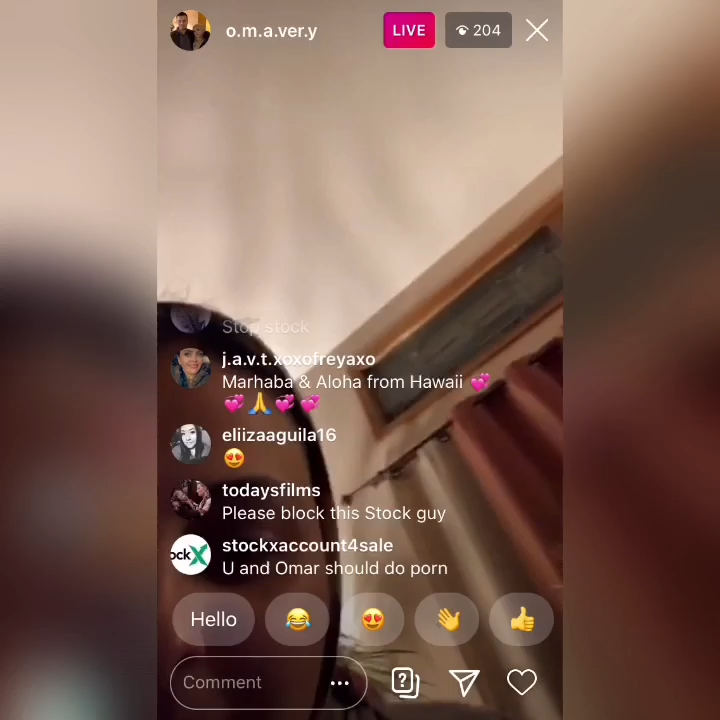 o.m.a.ver.y
LIVE
204
Stop stock
j.a.v.t.xoxofreyaxo
Marhaba & Aloha from Hawaii 💞
💞🙏💞💞
eliizaaguila16
😍
todaysfilms
Please block this Stock guy
ockX
stockxaccount4sale
U and Omar should do porn
Hello 😂 😍 👋 👍
Comment